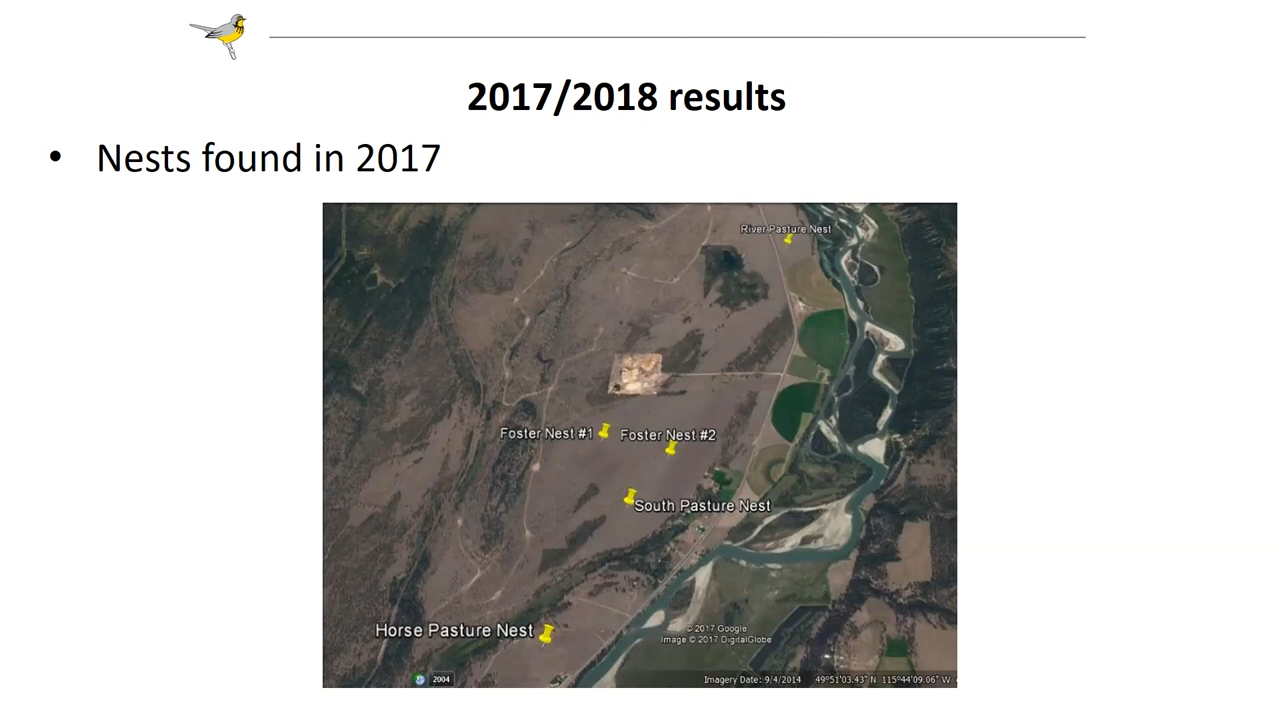 2017/2018 results
• Nests found in 2017
River Pasture Nest
Foster Nest #1
Foster Nest #2
South Pasture Nest
Horse Pasture Nest
© 2017 Google
Image © 2017 DigitalGlobe
2004
Imagery Date: 9/4/2014 49°51'03.43" N 115°44'09.06" W